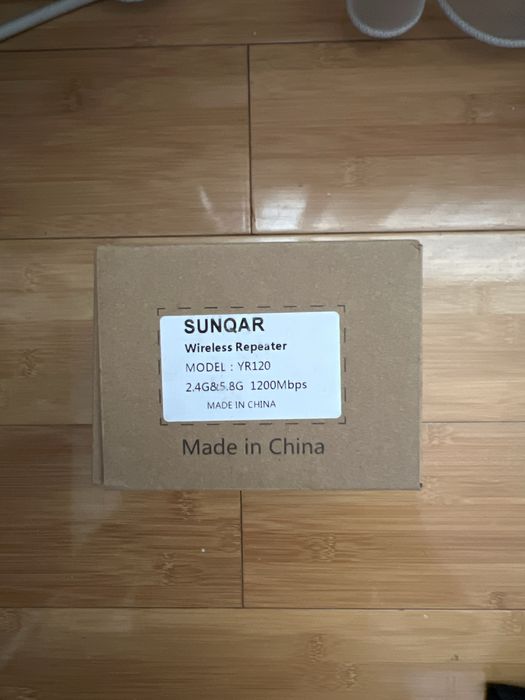 SUNQAR
Wireless Repeater
MODEL : YR120
2.4G&5.8G 1200Mbps
MADE IN CHINA
Made in China